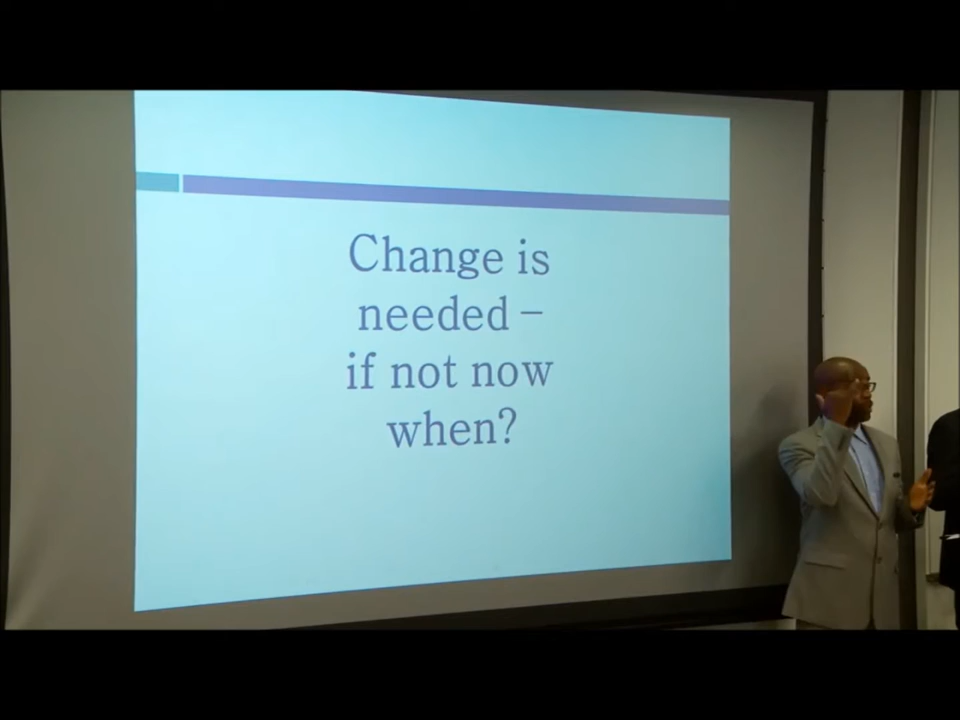 Change is
needed –
if not now
when?